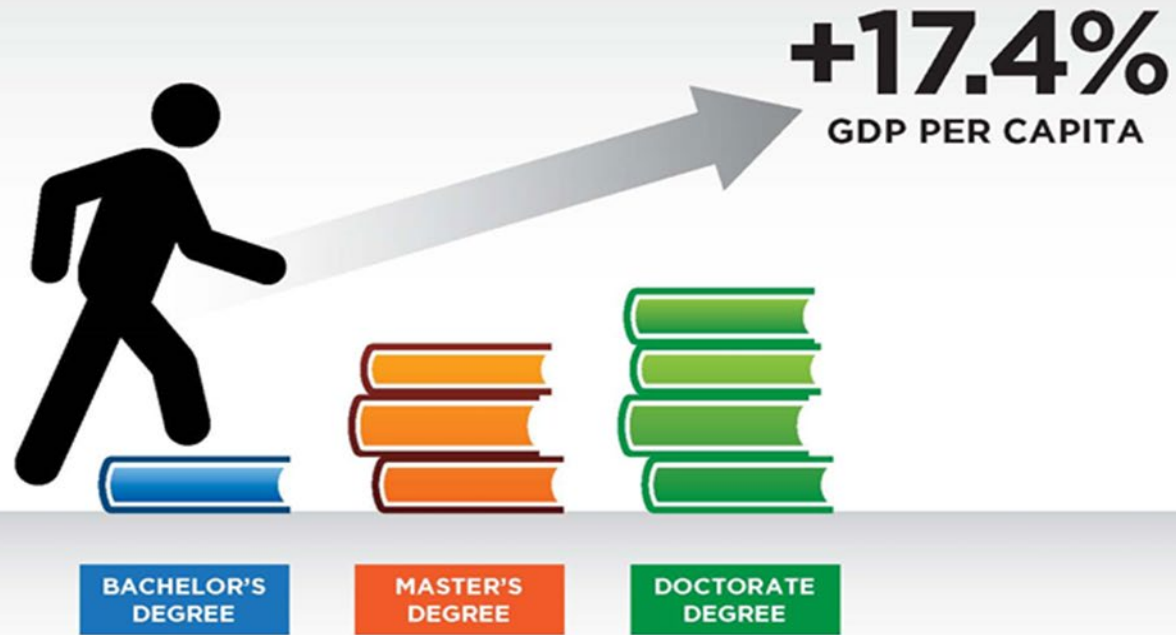 +17.4%
GDP PER CAPITA
BACHELOR'S
DEGREE
MASTER'S
DEGREE
DOCTORATE
DEGREE